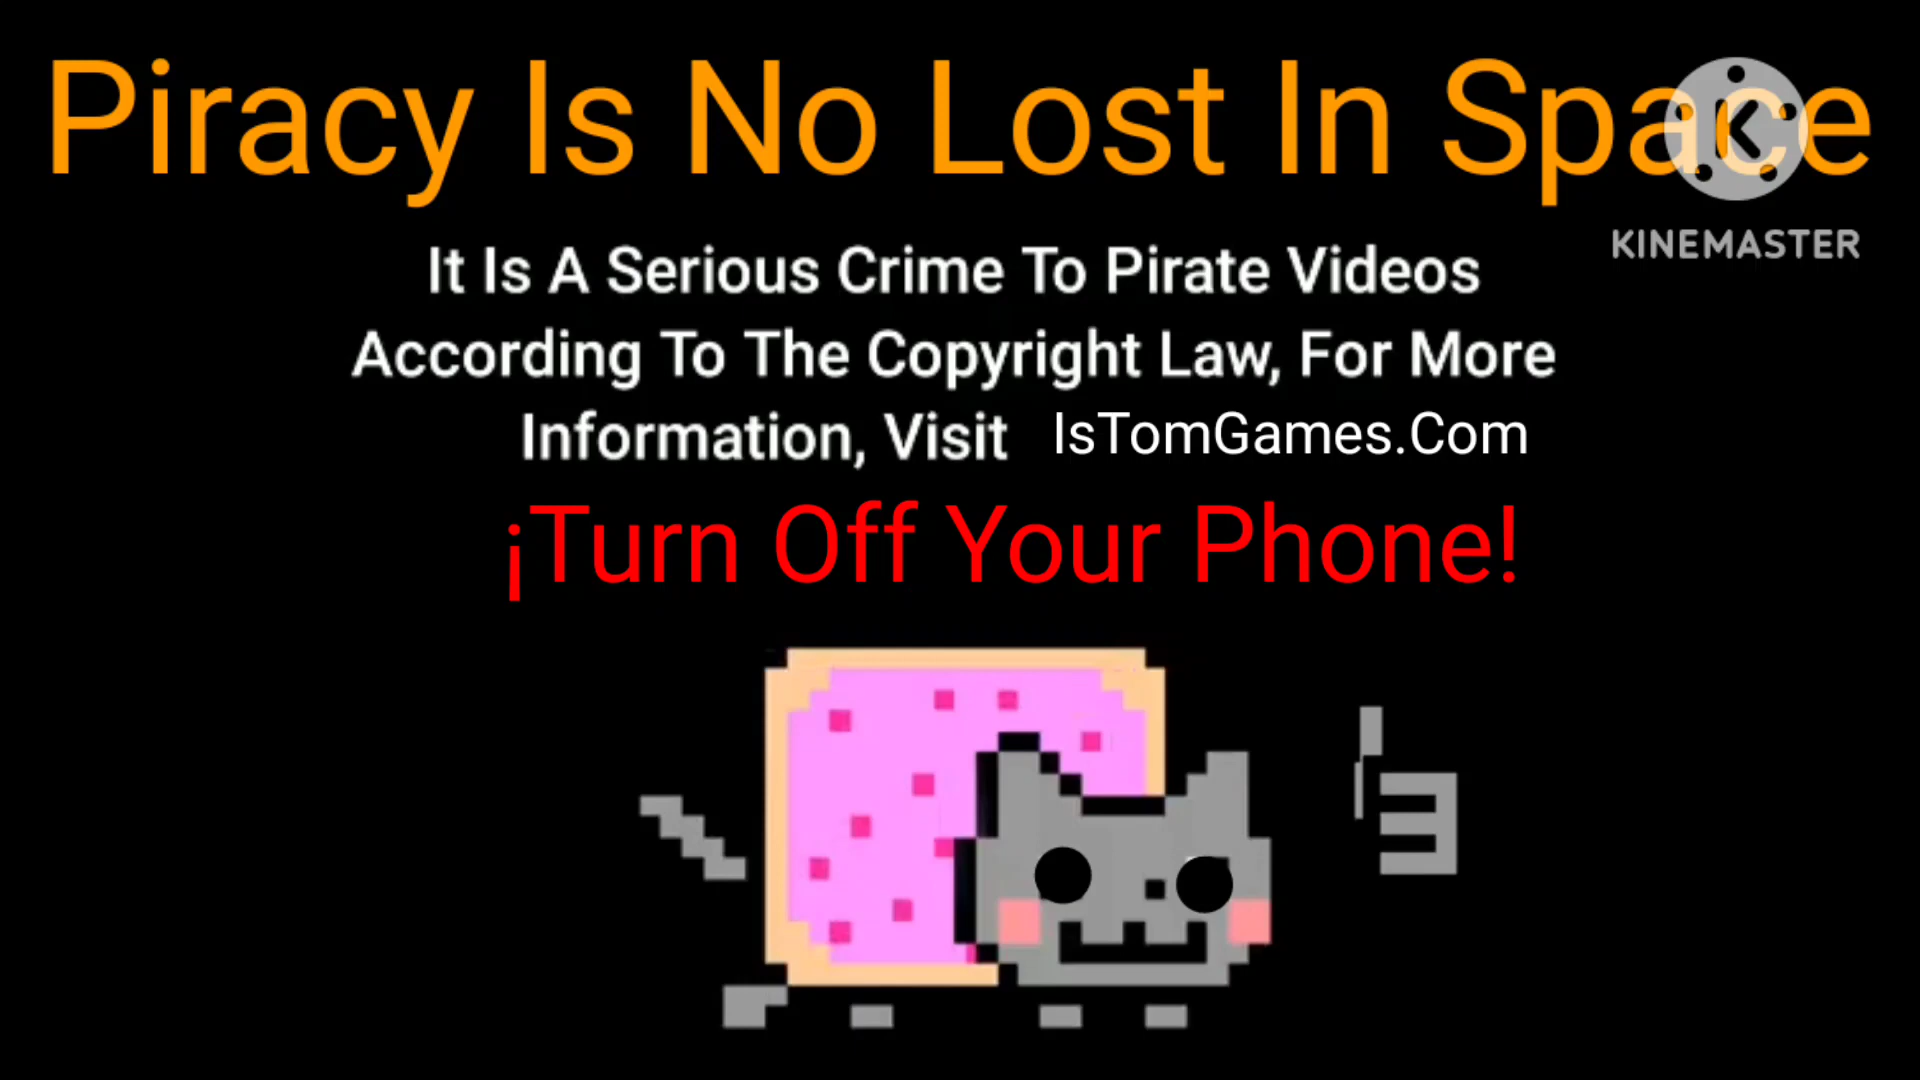 Piracy Is No Lost In Space
KINEMASTER
It Is A Serious Crime To Pirate Videos
According To The Copyright Law, For More
Information, Visit IsTomGames.Com
¡Turn Off Your Phone!